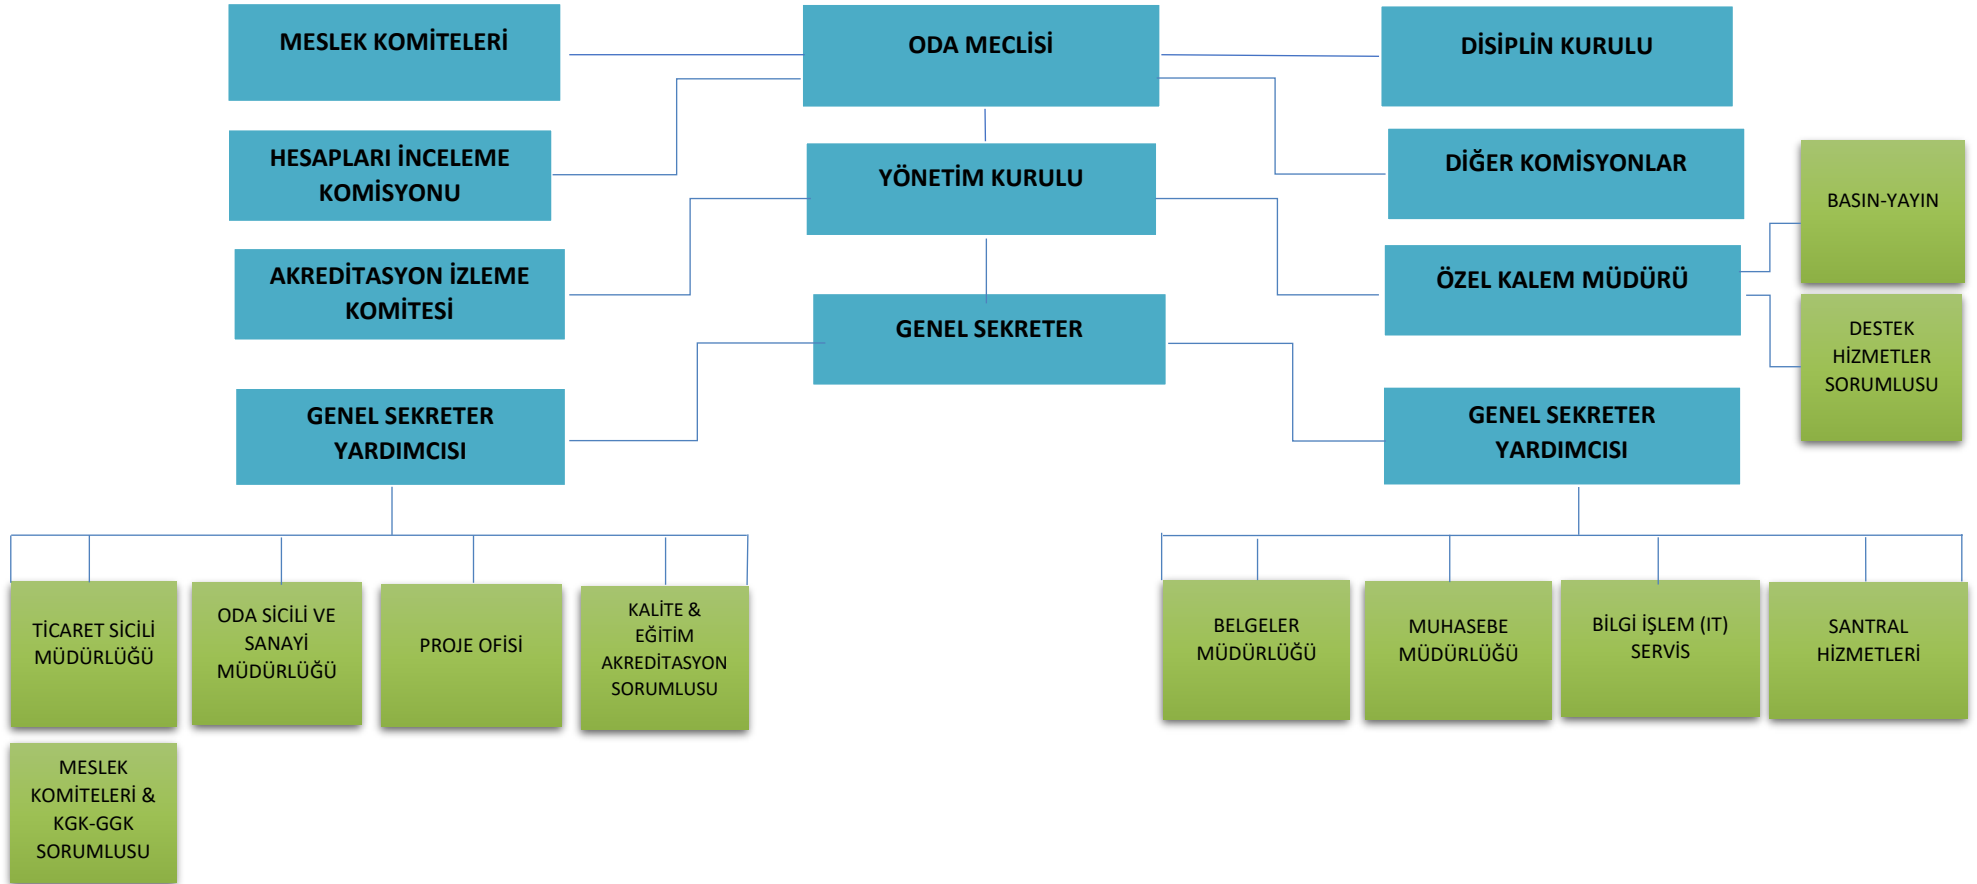 MESLEK KOMİTELERİ
ODA MECLİSİ
DİSİPLİN KURULU
HESAPLARI İNCELEME
KOMİSYONU
YÖNETİM KURULU
DİĞER KOMİSYONLAR
BASIN-YAYIN
AKREDİTASYON İZLEME
KOMİTESİ
GENEL SEKRETER
ÖZEL KALEM MÜDÜRÜ
DESTEK
HİZMETLER
SORUMLUSU
GENEL SEKRETER
YARDIMCISI
GENEL SEKRETER
YARDIMCISI
TİCARET SİCİLİ
MÜDÜRLÜĞÜ
ODA SİCİLİ VE
SANAYİ
MÜDÜRLÜĞÜ
PROJE OFİSİ
KALİTE &
EĞİTİM
AKREDİTASYON
SORUMLUSU
BELGELER
MÜDÜRLÜĞÜ
MUHASEBE
MÜDÜRLÜĞÜ
BİLGİ İŞLEM (IT)
SERVİS
SANTRAL
HİZMETLERİ
MESLEK
KOMİTELERİ &
KGK-GGK
SORUMLUSU